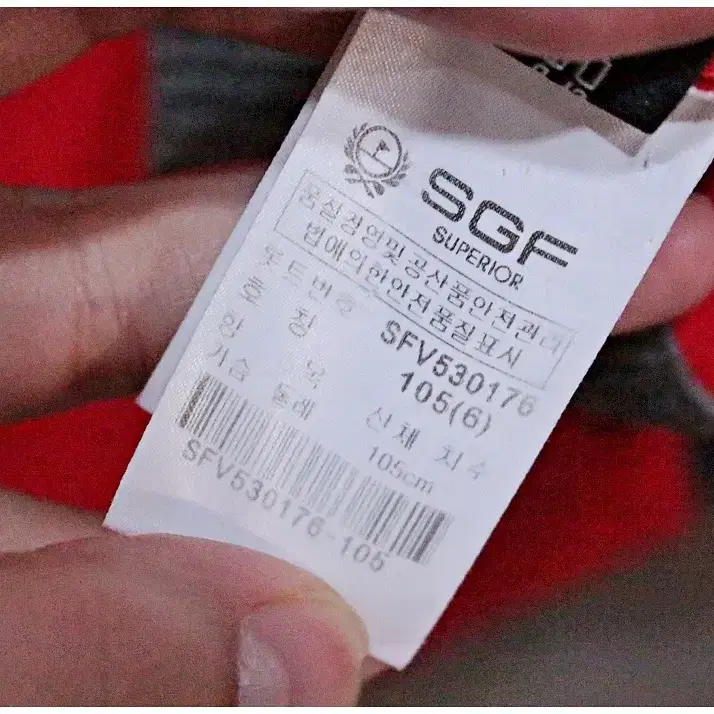 SGF
SUPERIOR
품질경영및공산품안전관리
법에의한안전품질표시
로트번호 SFV530176
호 칭 105(6)
항 목 신체 치수
가슴 둘레 105cm
SFV530176-105